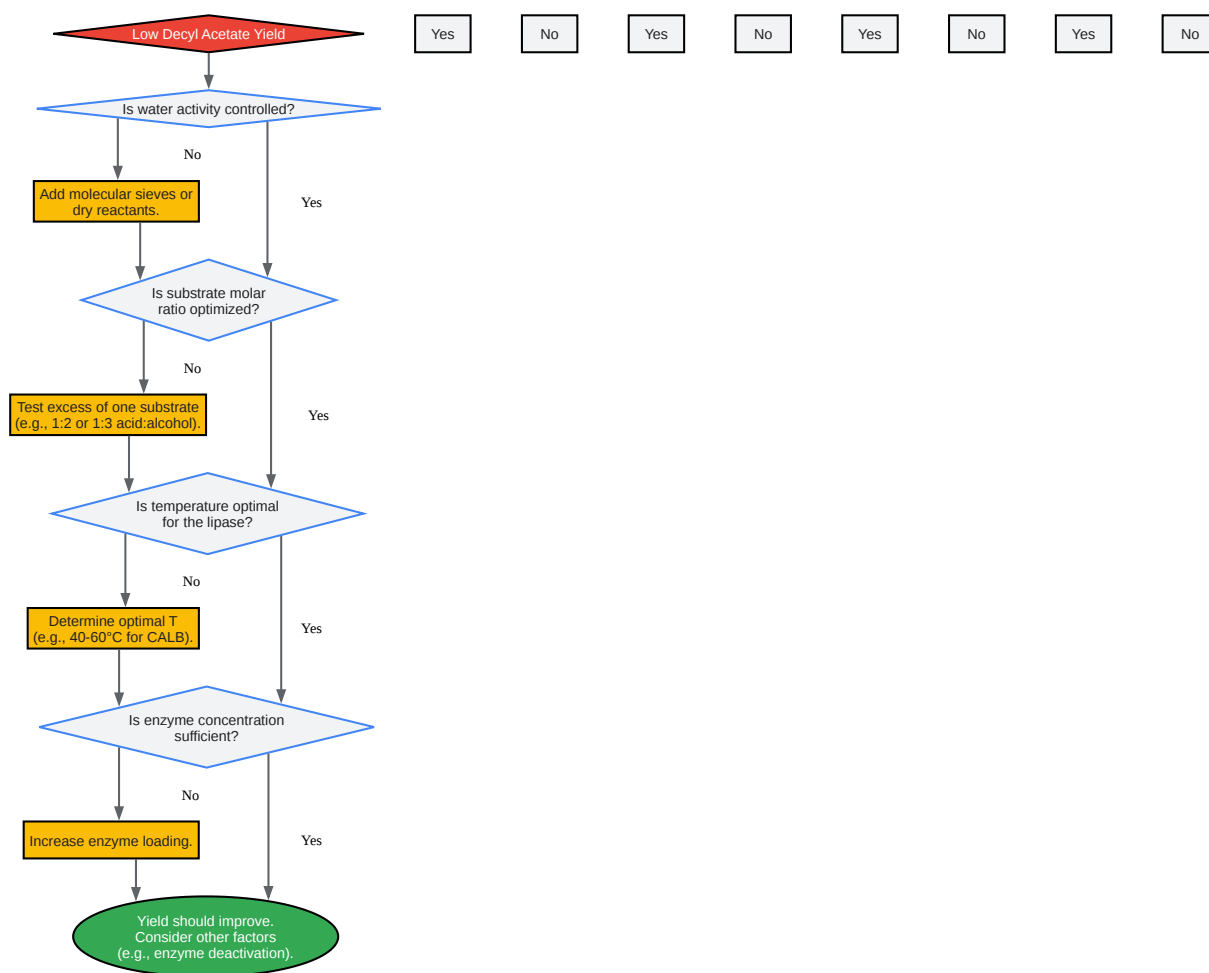 Low Decyl Acetate Yield
Yes
No
Yes
No
Yes
No
Yes
No
Is water activity controlled?
No
Add molecular sieves or
dry reactants.
Yes
Is substrate molar
ratio optimized?
No
Test excess of one substrate
(e.g., 1:2 or 1:3 acid:alcohol).
Yes
Is temperature optimal
for the lipase?
No
Determine optimal T
(e.g., 40-60°C for CALB).
Yes
Is enzyme concentration
sufficient?
No
Increase enzyme loading.
Yes
Yield should improve.
Consider other factors
(e.g., enzyme deactivation).